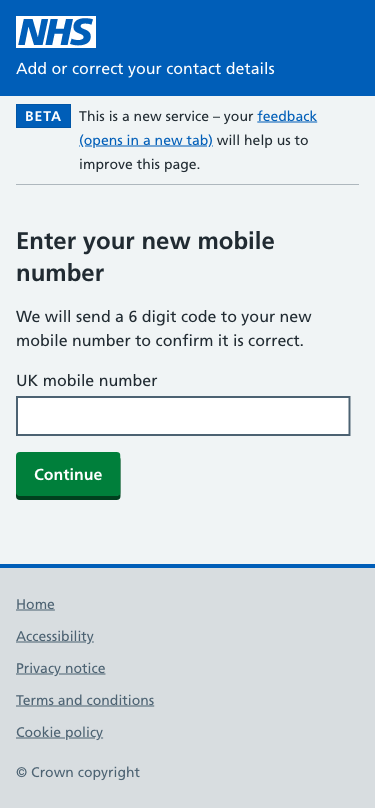 NHS
Add or correct your contact details
BETA
This is a new service – your feedback
(opens in a new tab) will help us to
improve this page.
Enter your new mobile
number
We will send a 6 digit code to your new
mobile number to confirm it is correct.
UK mobile number
Continue
Home
Accessibility
Privacy notice
Terms and conditions
Cookie policy
© Crown copyright